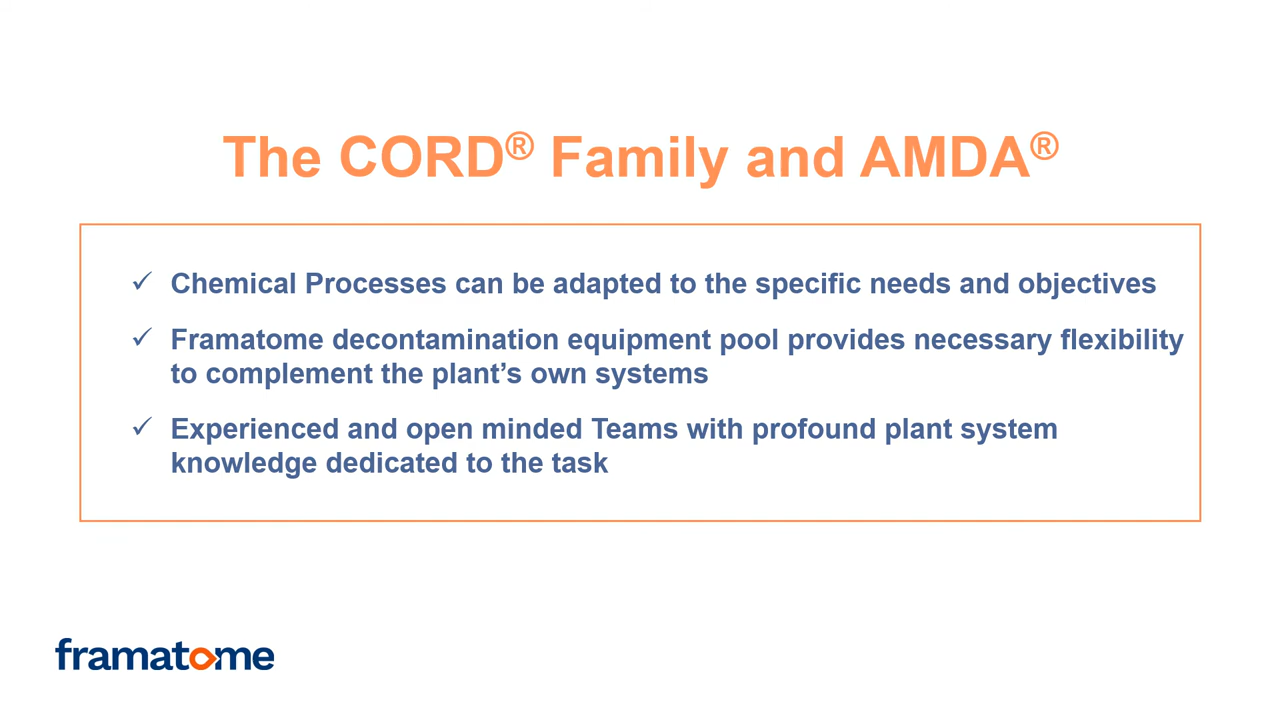 The CORD® Family and AMDA®
✓ Chemical Processes can be adapted to the specific needs and objectives
✓ Framatome decontamination equipment pool provides necessary flexibility
to complement the plant’s own systems
✓ Experienced and open minded Teams with profound plant system
knowledge dedicated to the task
framatome